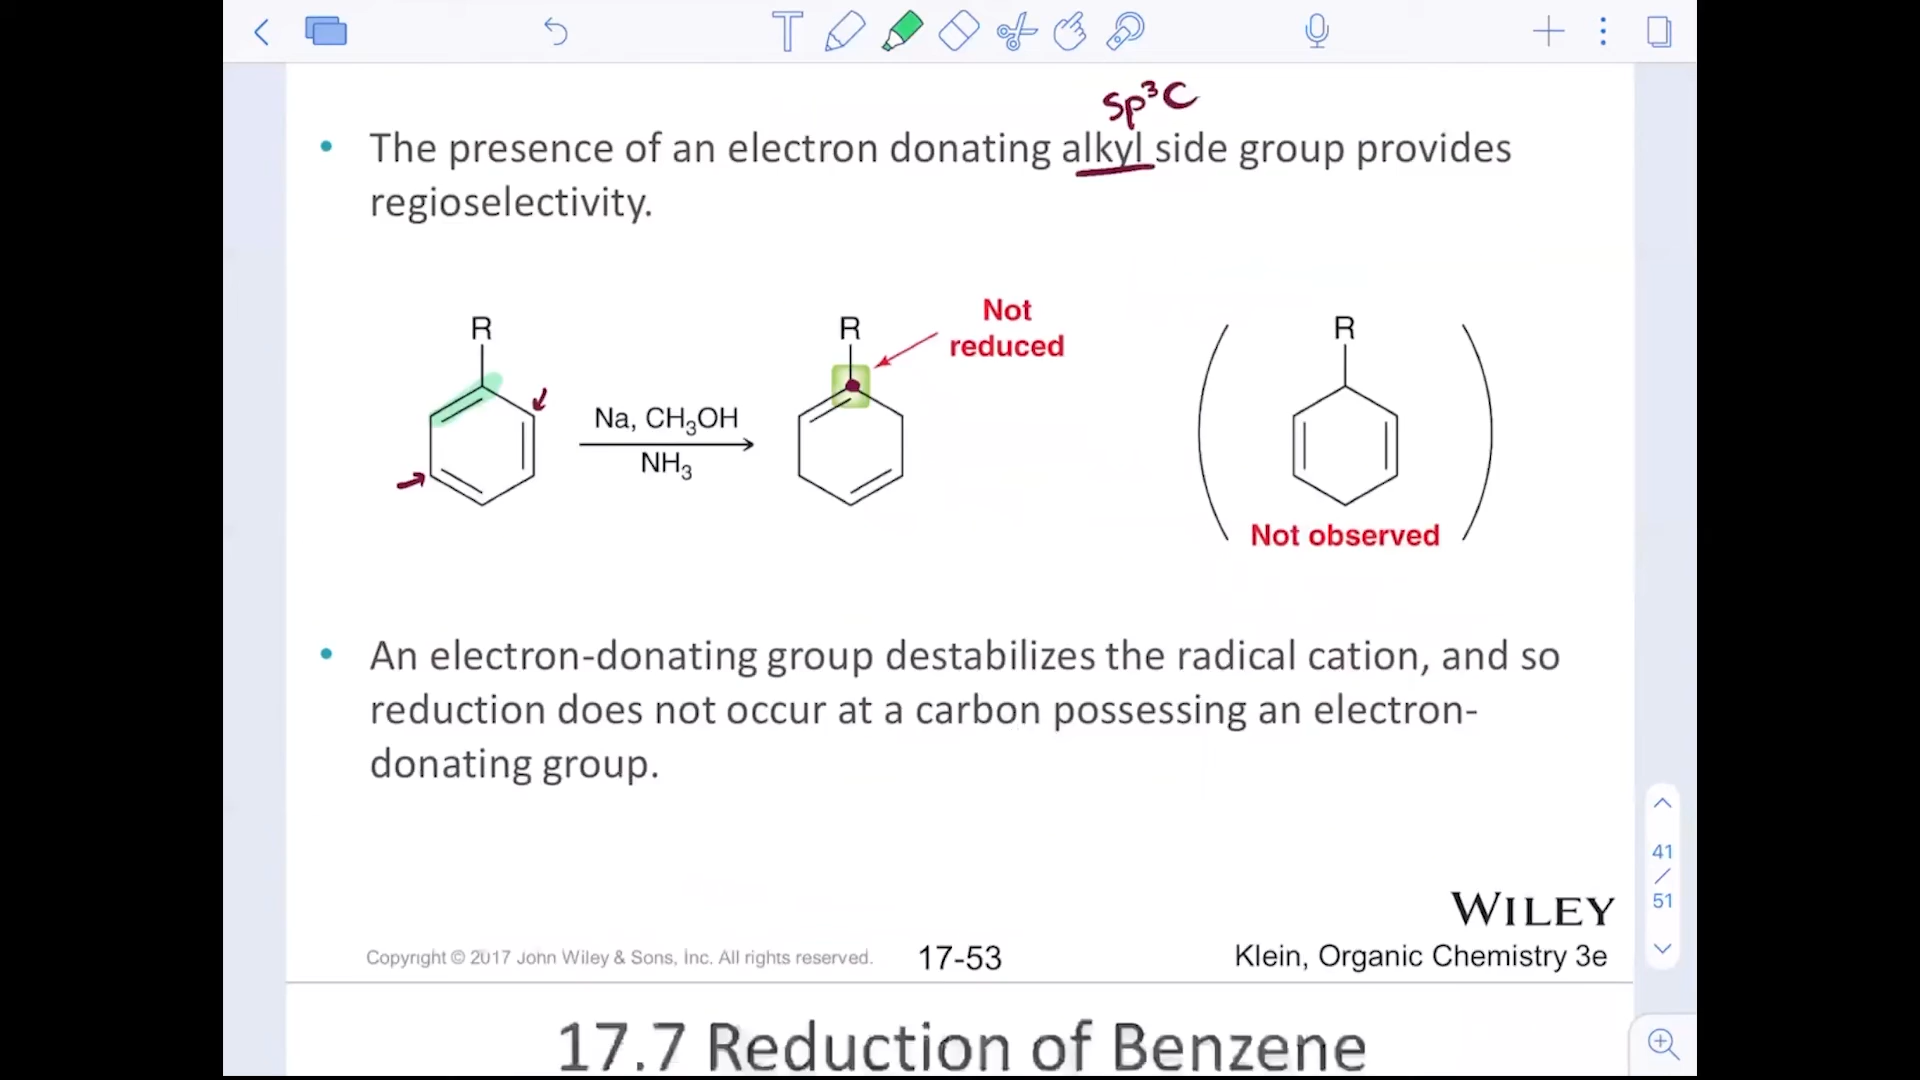 sp³C
• The presence of an electron donating alkyl side group provides
regioselectivity.
R
Na, CH₃OH
NH₃
R
Not
reduced
R
Not observed
• An electron-donating group destabilizes the radical cation, and so
reduction does not occur at a carbon possessing an electron-
donating group.
41
/
51
WILEY
Copyright © 2017 John Wiley & Sons, Inc. All rights reserved.
17-53
Klein, Organic Chemistry 3e
17.7 Reduction of Benzene